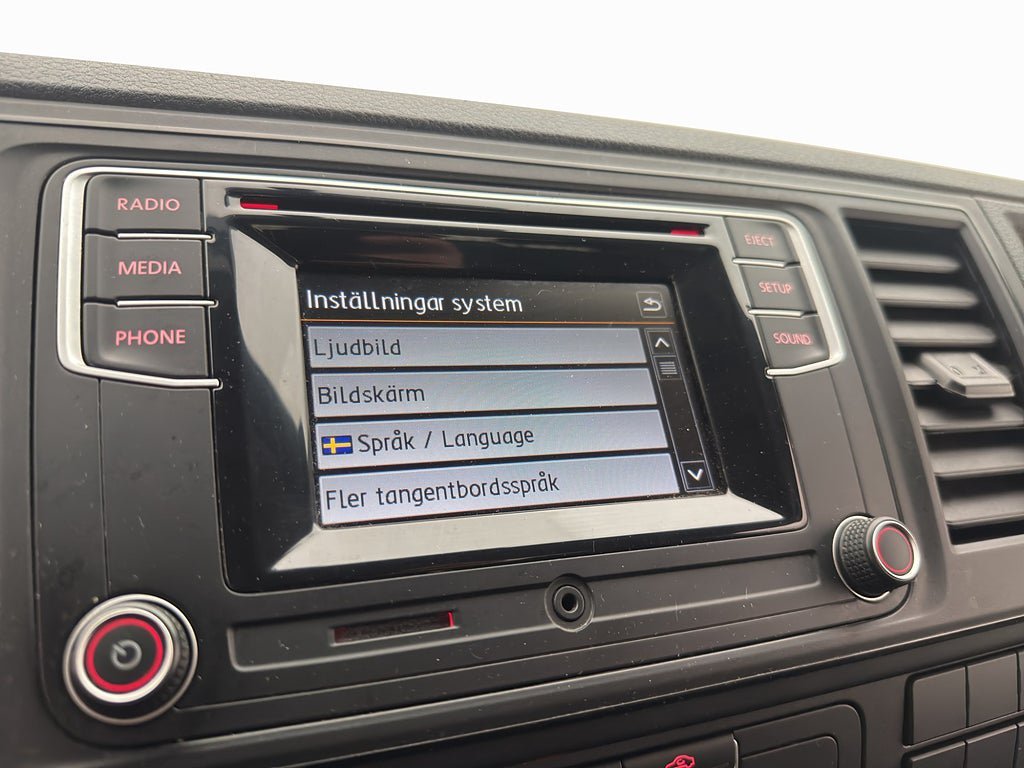 RADIO
MEDIA
PHONE
Inställningar system
Ljudbild
Bildskärm
Språk / Language
Fler tangentbordsspråk
EJECT
SETUP
SOUND